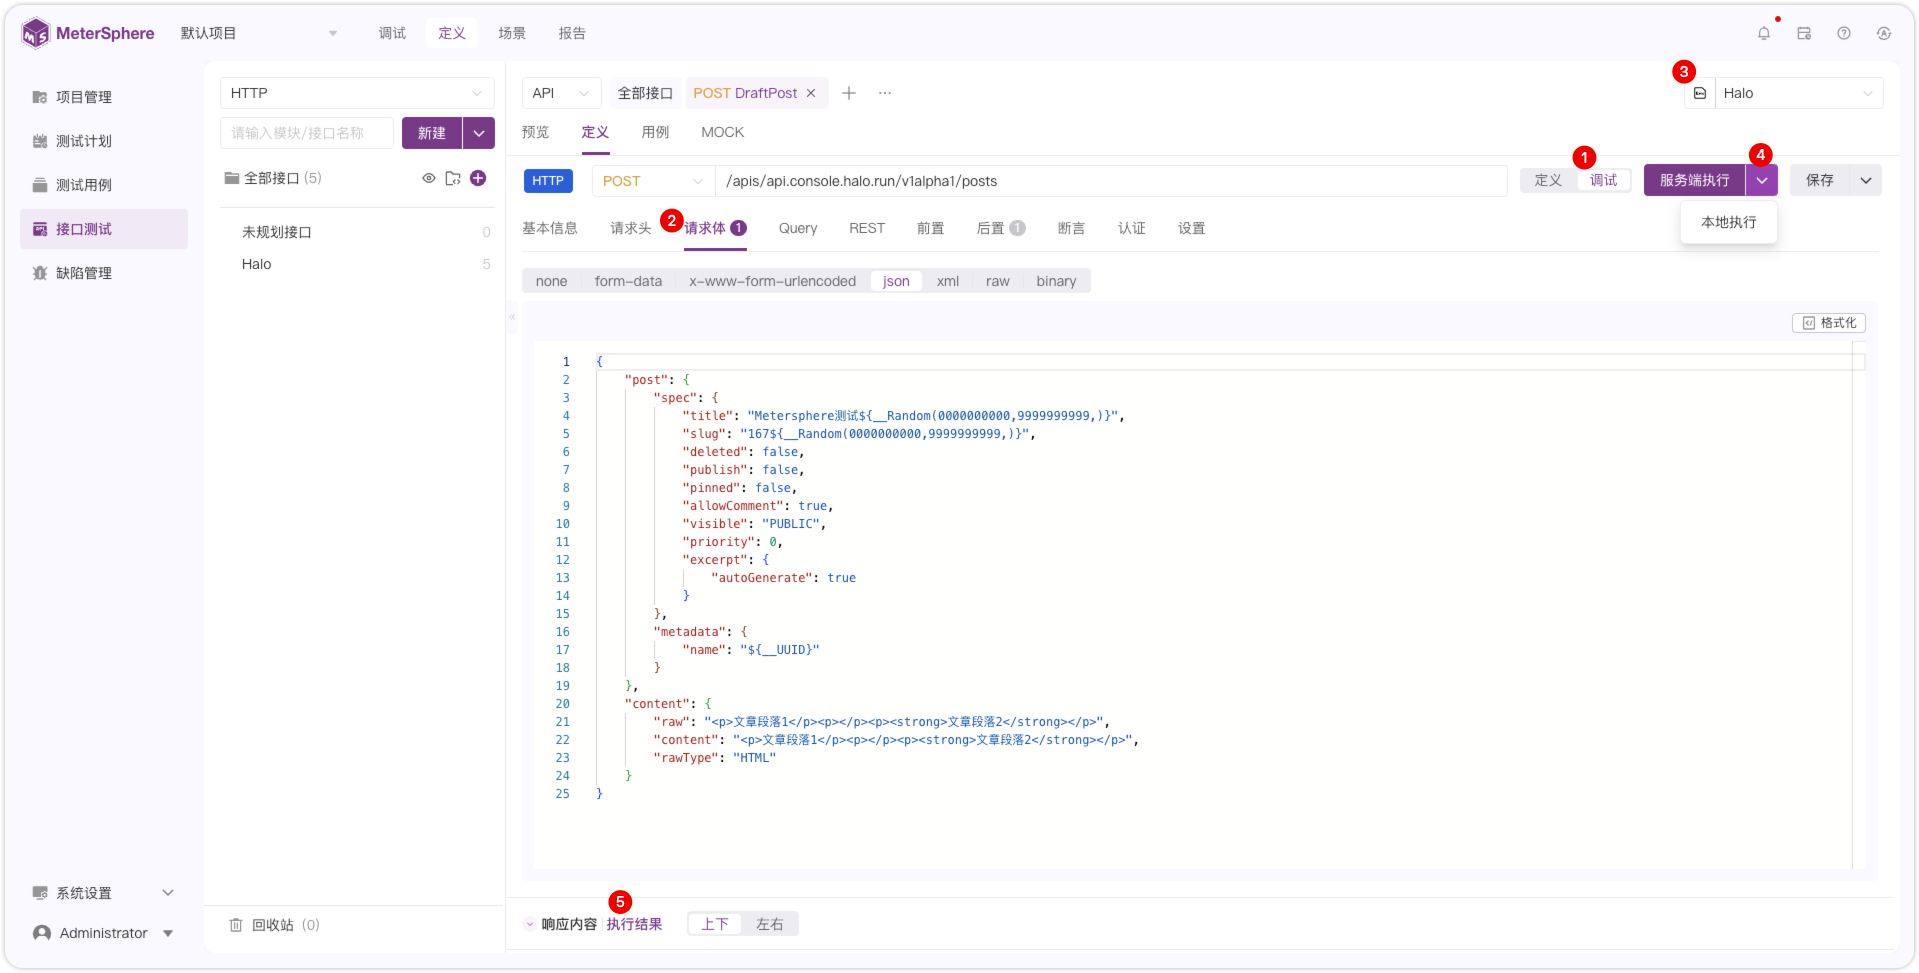 MeterSphere 默认项目 调试 定义 场景 报告
项目管理
测试计划
测试用例
接口测试
缺陷管理
系统设置
Administrator
HTTP
请输入模块/接口名称 新建
全部接口 (5)
未规划接口 0
Halo 5
回收站 (0)
API 全部接口 POST DraftPost
3
Halo
预览 定义 用例 MOCK
1
4
HTTP POST /apis/api.console.halo.run/v1alpha1/posts 定义 调试 服务端执行 保存
本地执行
2
基本信息 请求头 请求体 1 Query REST 前置 后置 1 断言 认证 设置
none form-data x-www-form-urlencoded json xml raw binary
格式化
1 {
2 "post": {
3 "spec": {
4 "title": "Metersphere测试${__Random(0000000000,9999999999,)}",
5 "slug": "167${__Random(0000000000,9999999999,)}",
6 "deleted": false,
7 "publish": false,
8 "pinned": false,
9 "allowComment": true,
10 "visible": "PUBLIC",
11 "priority": 0,
12 "excerpt": {
13 "autoGenerate": true
14 }
15 },
16 "metadata": {
17 "name": "${__UUID}"
18 }
19 },
20 "content": {
21 "raw": "<p>文章段落1</p><p></p><p><strong>文章段落2</strong></p>",
22 "content": "<p>文章段落1</p><p></p><p><strong>文章段落2</strong></p>",
23 "rawType": "HTML"
24 }
25 }
5
响应内容 执行结果 上下 左右